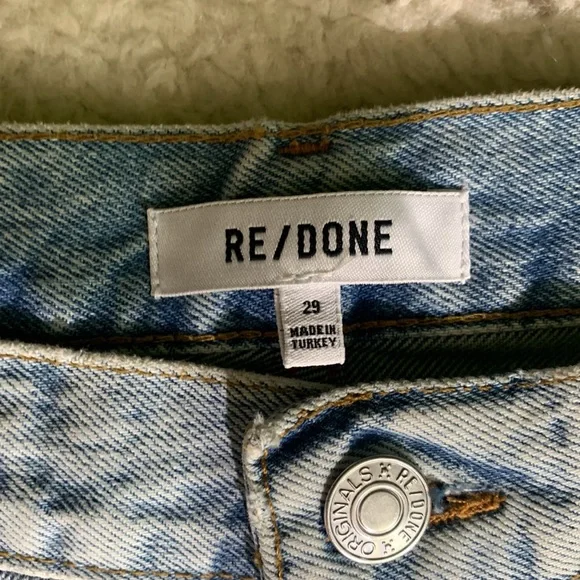 RE/DONE
29
MADE IN
TURKEY
RE/DONE
ORIGINALS